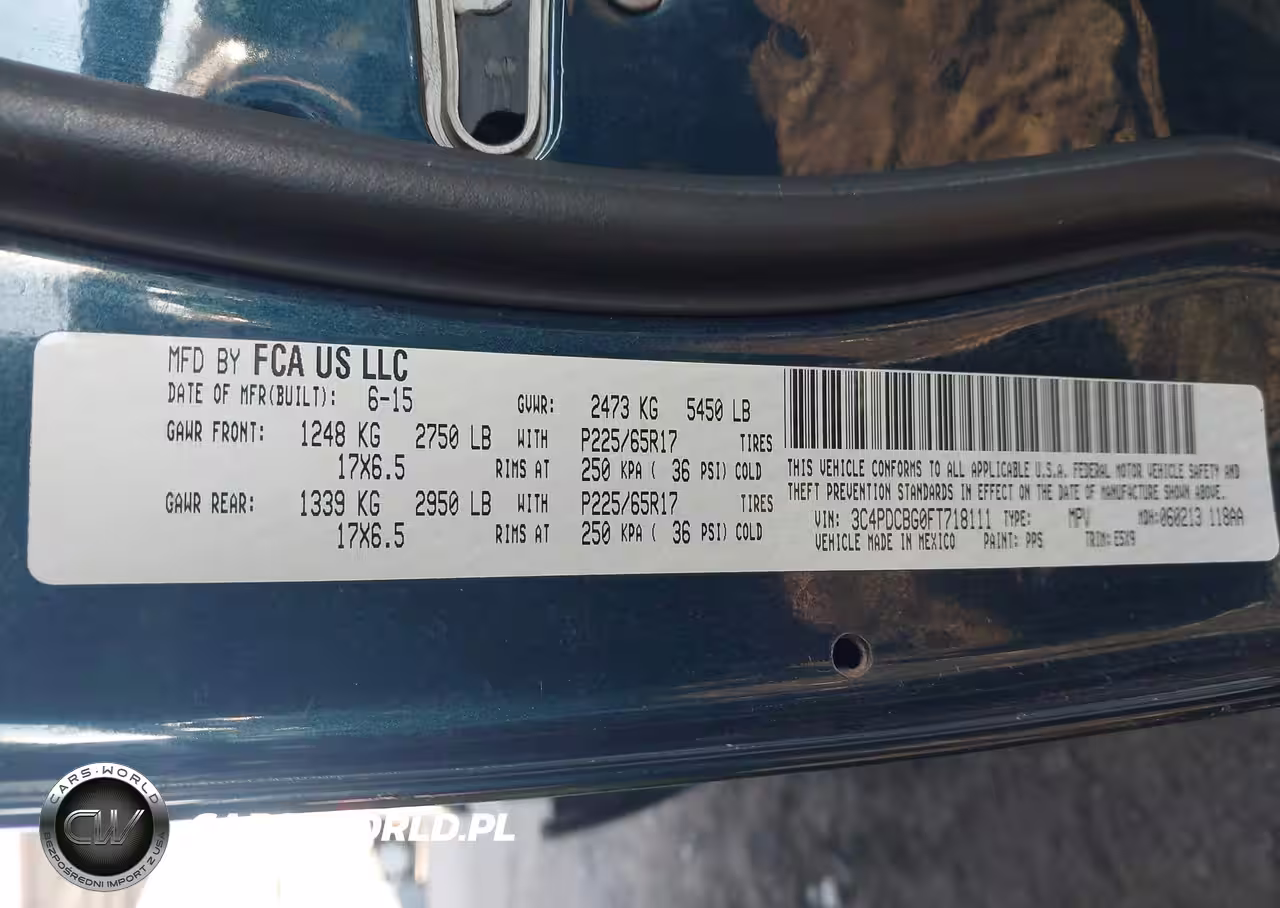 MFD BY FCA US LLC
DATE OF MFR(BUILT): 6-15 GVWR: 2473 KG 5450 LB
GAWR FRONT: 1248 KG 2750 LB WITH P225/65R17 TIRES
17X6.5 RIMS AT 250 KPA ( 36 PSI) COLD
GAWR REAR: 1339 KG 2950 LB WITH P225/65R17 TIRES
17X6.5 RIMS AT 250 KPA ( 36 PSI) COLD
THIS VEHICLE CONFORMS TO ALL APPLICABLE U.S.A. FEDERAL MOTOR VEHICLE SAFETY AND
THEFT PREVENTION STANDARDS IN EFFECT ON THE DATE OF MANUFACTURE SHOWN ABOVE.
VIN: 3C4PDCBG0FT718111 TYPE: MPV MDH:060213 118AA
VEHICLE MADE IN MEXICO PAINT: PPS TRIM: E5X9
CARS-WORLD
CW
BEZPOŚREDNI IMPORT Z USA
CARS-WORLD.PL